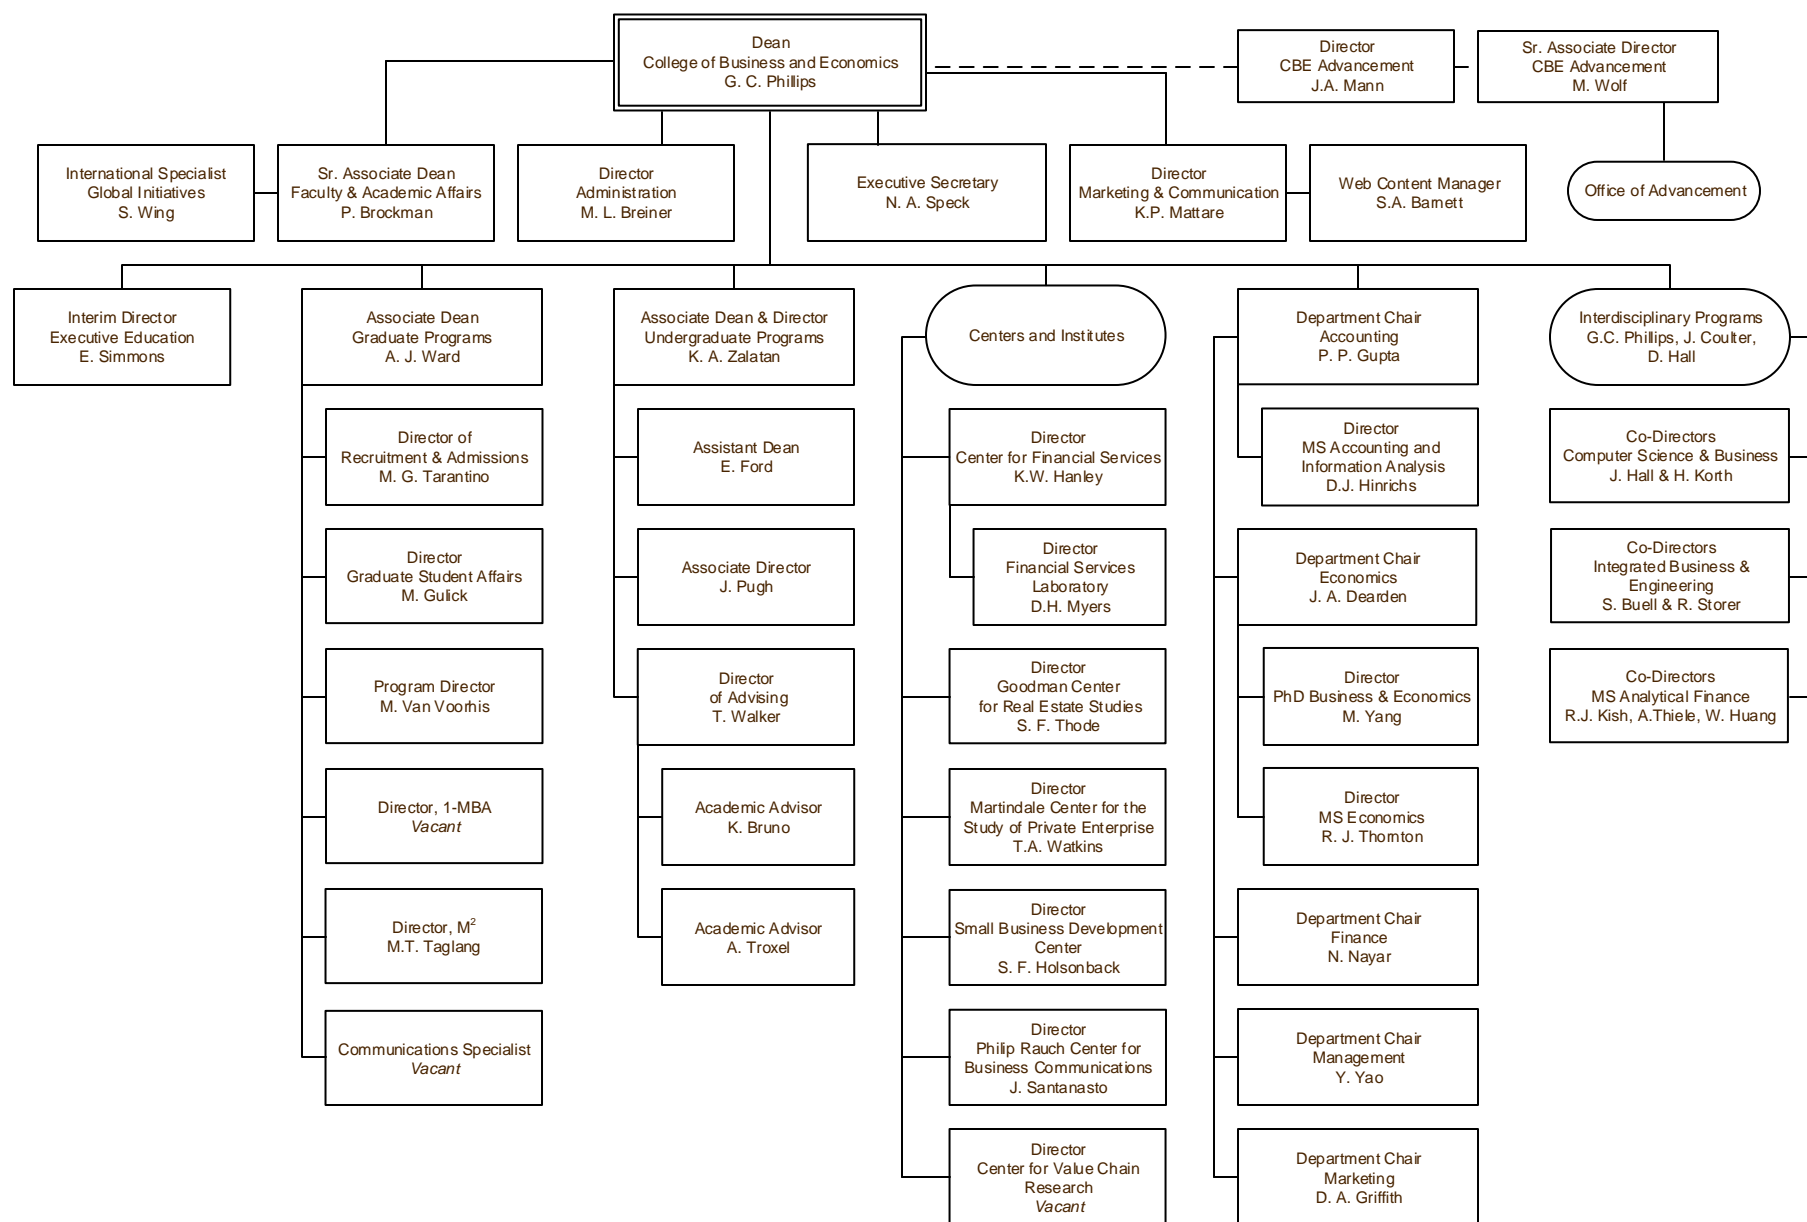 Dean
College of Business and Economics
G. C. Phillips
Director
CBE Advancement
J.A. Mann
Sr. Associate Director
CBE Advancement
M. Wolf
International Specialist
Global Initiatives
S. Wing
Sr. Associate Dean
Faculty & Academic Affairs
P. Brockman
Director
Administration
M. L. Breiner
Executive Secretary
N. A. Speck
Director
Marketing & Communication
K.P. Mattare
Web Content Manager
S.A. Barnett
Office of Advancement
Interim Director
Executive Education
E. Simmons
Associate Dean
Graduate Programs
A. J. Ward
Associate Dean & Director
Undergraduate Programs
K. A. Zalatan
Centers and Institutes
Department Chair
Accounting
P. P. Gupta
Interdisciplinary Programs
G.C. Phillips, J. Coulter,
D. Hall
Director of
Recruitment & Admissions
M. G. Tarantino
Assistant Dean
E. Ford
Director
Center for Financial Services
K.W. Hanley
Director
MS Accounting and
Information Analysis
D.J. Hinrichs
Co-Directors
Computer Science & Business
J. Hall & H. Korth
Director
Graduate Student Affairs
M. Gulick
Associate Director
J. Pugh
Director
Financial Services
Laboratory
D.H. Myers
Department Chair
Economics
J. A. Dearden
Co-Directors
Integrated Business &
Engineering
S. Buell & R. Storer
Program Director
M. Van Voorhis
Director
of Advising
T. Walker
Director
Goodman Center
for Real Estate Studies
S. F. Thode
Director
PhD Business & Economics
M. Yang
Co-Directors
MS Analytical Finance
R.J. Kish, A.Thiele, W. Huang
Director, 1-MBA
Vacant
Academic Advisor
K. Bruno
Director
Martindale Center for the
Study of Private Enterprise
T.A. Watkins
Director
MS Economics
R. J. Thornton
Director, M²
M.T. Taglang
Academic Advisor
A. Troxel
Director
Small Business Development
Center
S. F. Holsonback
Department Chair
Finance
N. Nayar
Communications Specialist
Vacant
Director
Philip Rauch Center for
Business Communications
J. Santanasto
Department Chair
Management
Y. Yao
Director
Center for Value Chain
Research
Vacant
Department Chair
Marketing
D. A. Griffith